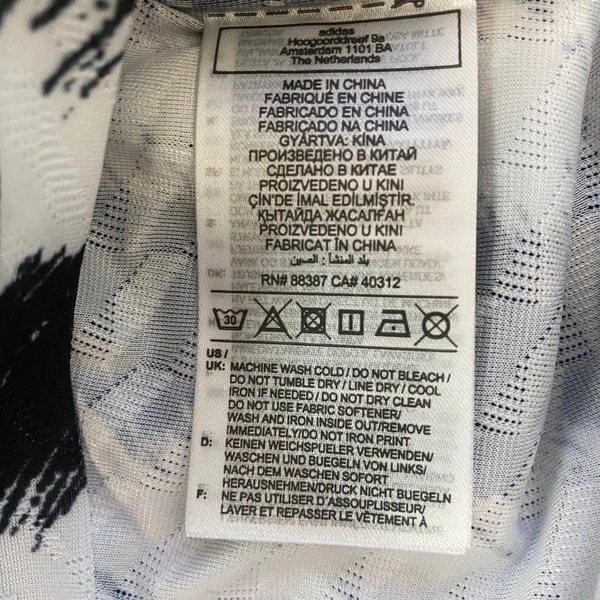 adidas
Hoogoorddreef 9a
Amsterdam 1101 BA
The Netherlands
MADE IN CHINA
FABRIQUÉ EN CHINE
FABRICADO EN CHINA
FABRICADO NA CHINA
GYÁRTVA: KÍNA
ПРОИЗВЕДЕНО В КИТАЙ
СДЕЛАНО В КИТАЕ
PROIZVEDENO U KINI
ÇİN'DE İMAL EDİLMİŞTİR.
ҚЫТАЙДА ЖАСАЛҒАН
PROIZVEDENO U KINI
FABRICAT ÎN CHINA
بلد المنشأ : الصين
RN# 88387 CA# 40312
30
US /
UK: MACHINE WASH COLD / DO NOT BLEACH /
DO NOT TUMBLE DRY / LINE DRY / COOL
IRON IF NEEDED / DO NOT DRY CLEAN
DO NOT USE FABRIC SOFTENER/
WASH AND IRON INSIDE OUT/REMOVE
IMMEDIATELY/DO NOT IRON PRINT
D: KEINEN WEICHSPUELER VERWENDEN/
WASCHEN UND BUEGELN VON LINKS/
NACH DEM WASCHEN SOFORT
HERAUSNEHMEN/DRUCK NICHT BUEGELN
F: NE PAS UTILISER D'ASSOUPLISSEUR/
LAVER ET REPASSER LE VÊTEMENT À